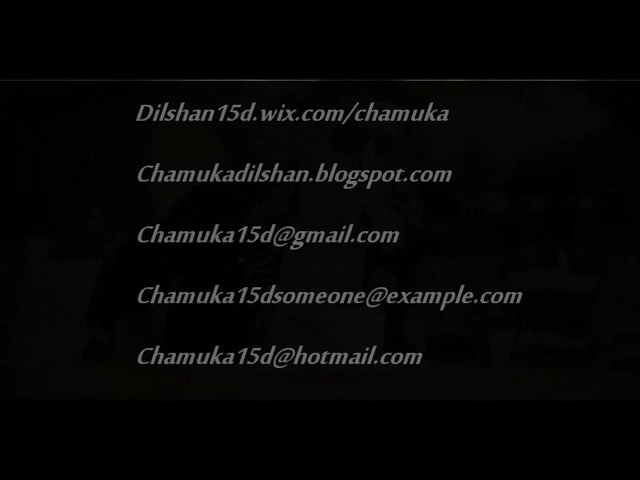 Dilshan15d.wix.com/chamuka
Chamukadilshan.blogspot.com
Chamuka15d@gmail.com
Chamuka15dsomeone@example.com
Chamuka15d@hotmail.com